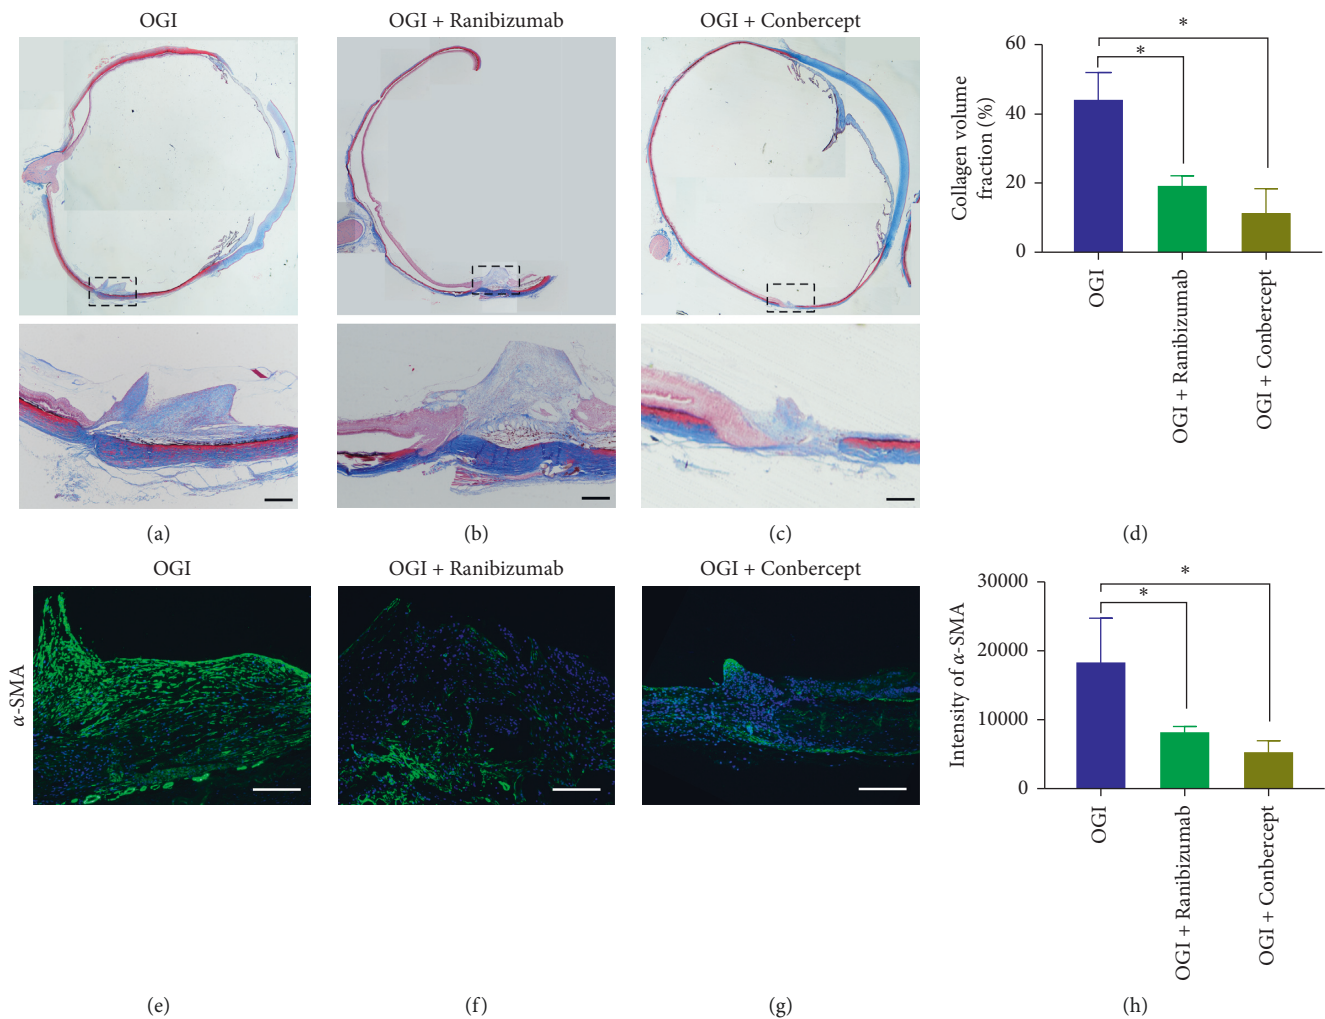 OGI
OGI + Ranibizumab
OGI + Conbercept
Collagen volume
fraction (%)
60
40
20
0
*
*
OGI
OGI + Ranibizumab
OGI + Conbercept
(a)
(b)
(c)
(d)
OGI
OGI + Ranibizumab
OGI + Conbercept
α-SMA
Intensity of α-SMA
30000
20000
10000
0
*
*
OGI
OGI + Ranibizumab
OGI + Conbercept
(e)
(f)
(g)
(h)